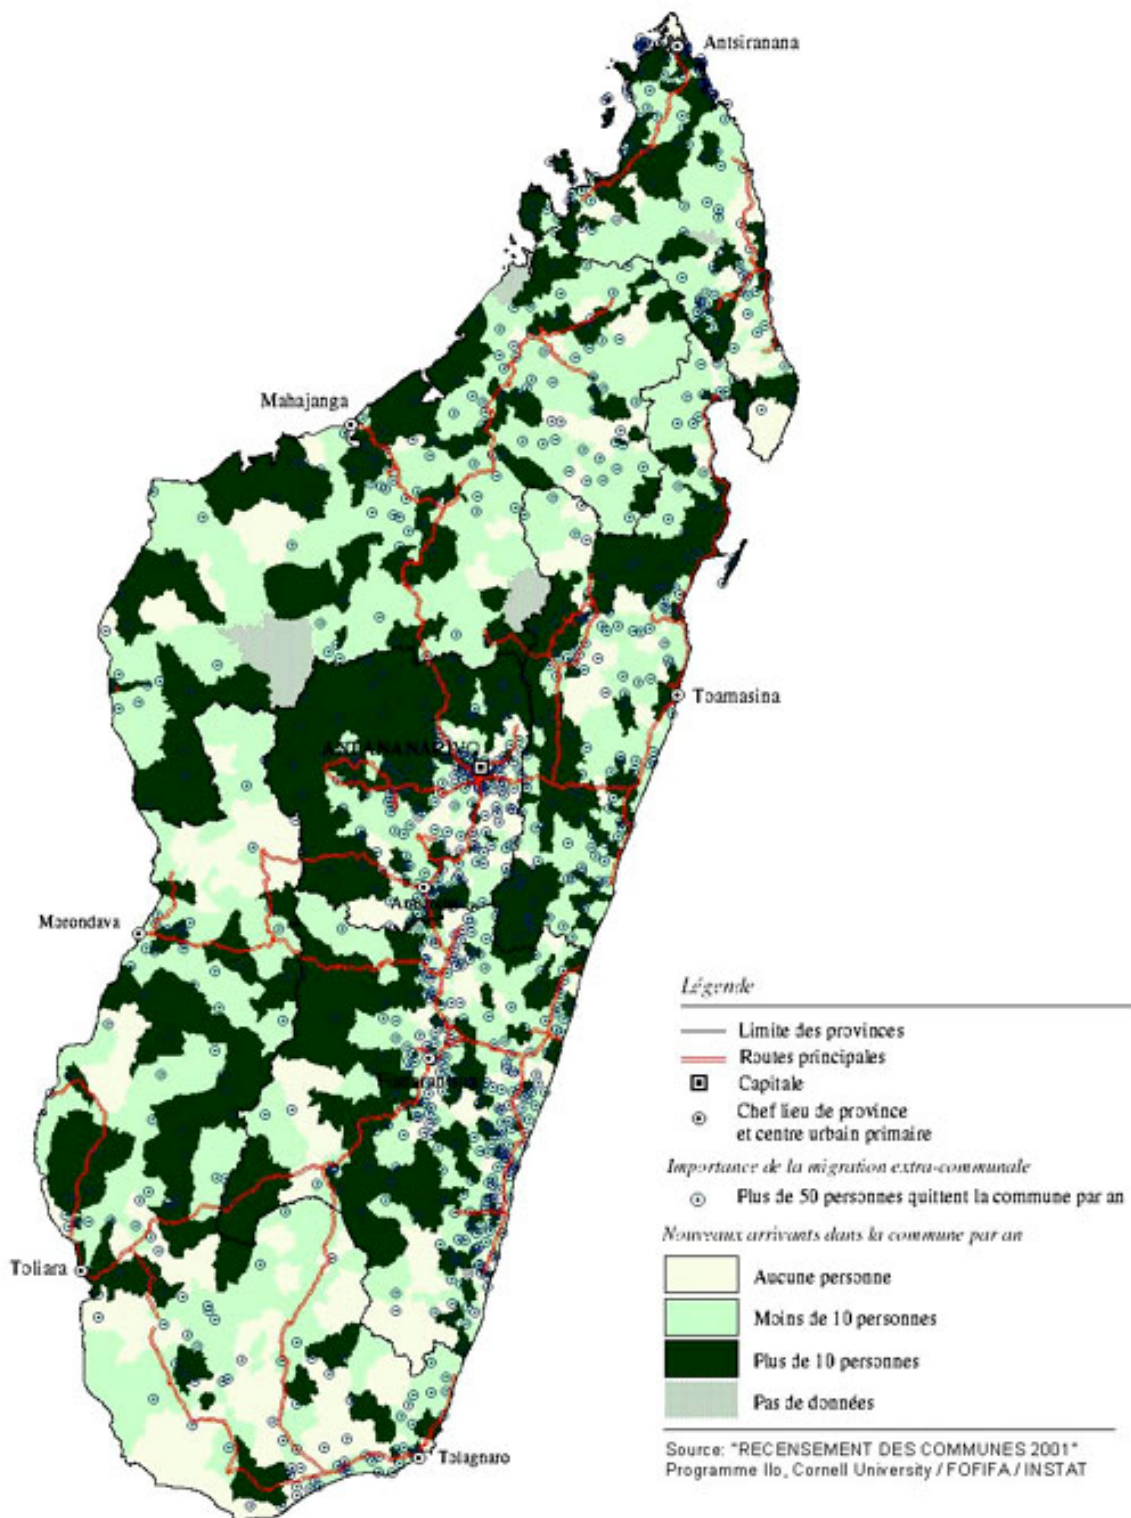 Antsiranana
Mahajanga
Toamasina
ANTANANARIVO
Morondava
Toliara
Tolagnaro
Légende
Limite des provinces
Routes principales
Capitale
Chef lieu de province
et centre urbain primaire
Importance de la migration extra-communale
Plus de 50 personnes quittent la commune par an
Nouveaux arrivants dans la commune par an
Aucune personne
Moins de 10 personnes
Plus de 10 personnes
Pas de données
Source: "RECENSEMENT DES COMMUNES 2001"
Programme Ilo, Cornell University / FOFIFA / INSTAT